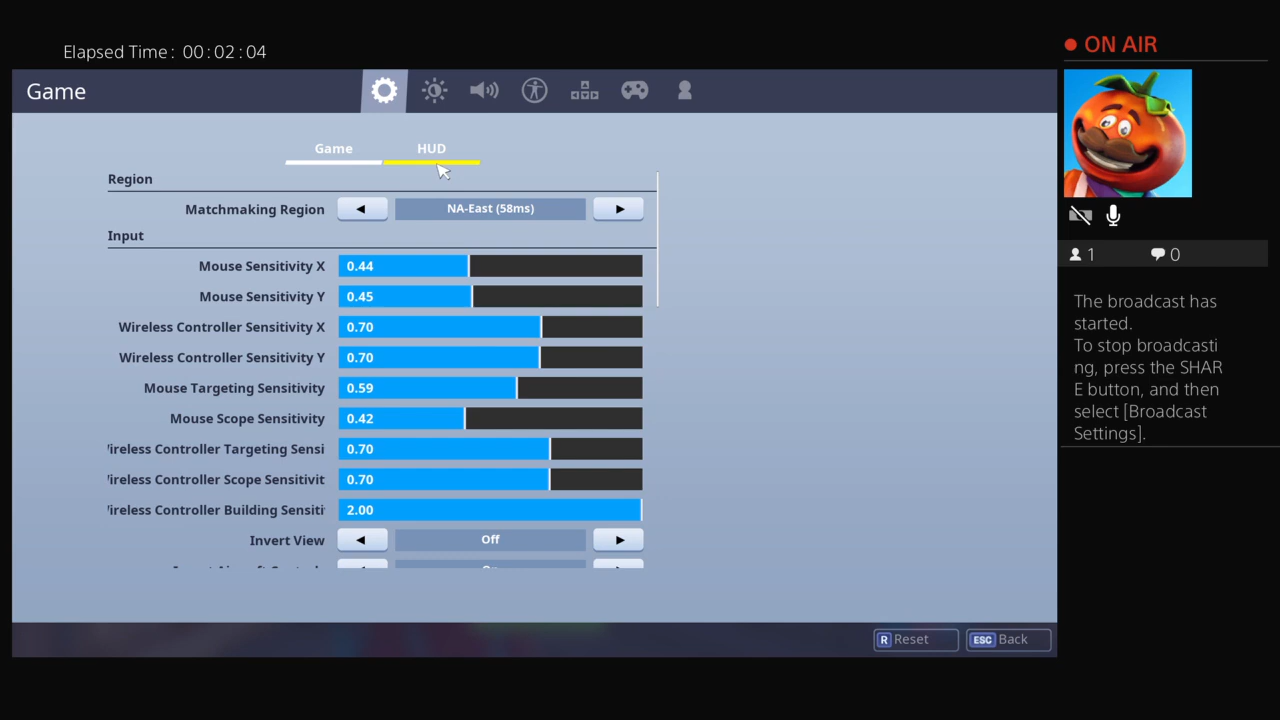 Elapsed Time: 00:02:04
ON AIR
Game
Game HUD
Region
Matchmaking Region NA-East (58ms)
Input
Mouse Sensitivity X 0.44
Mouse Sensitivity Y 0.45
Wireless Controller Sensitivity X 0.70
Wireless Controller Sensitivity Y 0.70
Mouse Targeting Sensitivity 0.59
Mouse Scope Sensitivity 0.42
ireless Controller Targeting Sensi 0.70
ireless Controller Scope Sensitivit 0.70
ireless Controller Building Sensiti 2.00
Invert View Off
R Reset ESC Back
1 0
The broadcast has
started.
To stop broadcasti
ng, press the SHAR
E button, and then
select [Broadcast
Settings].